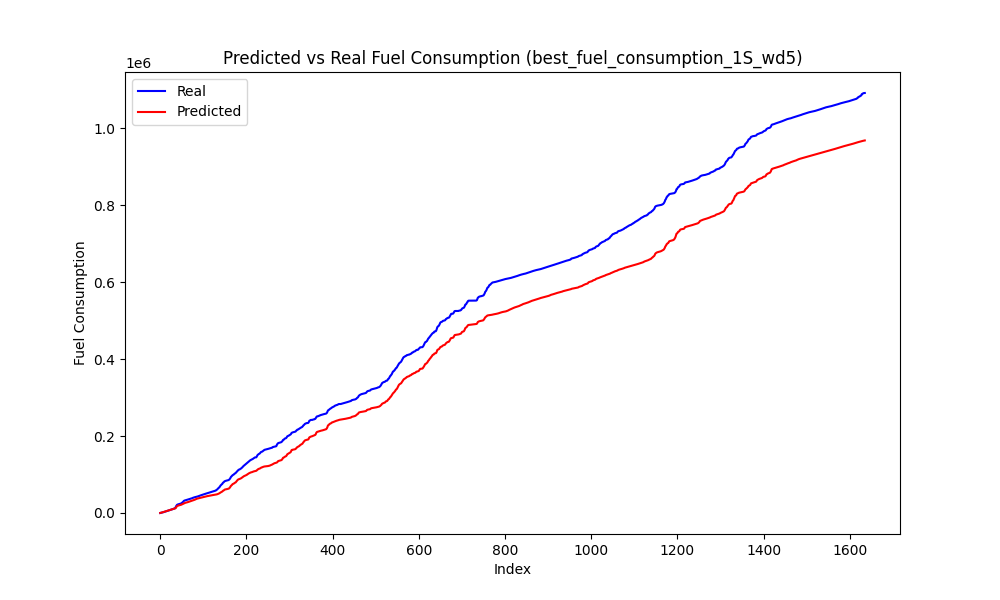 Predicted vs Real Fuel Consumption (best_fuel_consumption_1S_wd5)
1e6
Real
Predicted
1.0
0.8
0.6
0.4
0.2
0.0
Fuel Consumption
0 200 400 600 800 1000 1200 1400 1600
Index